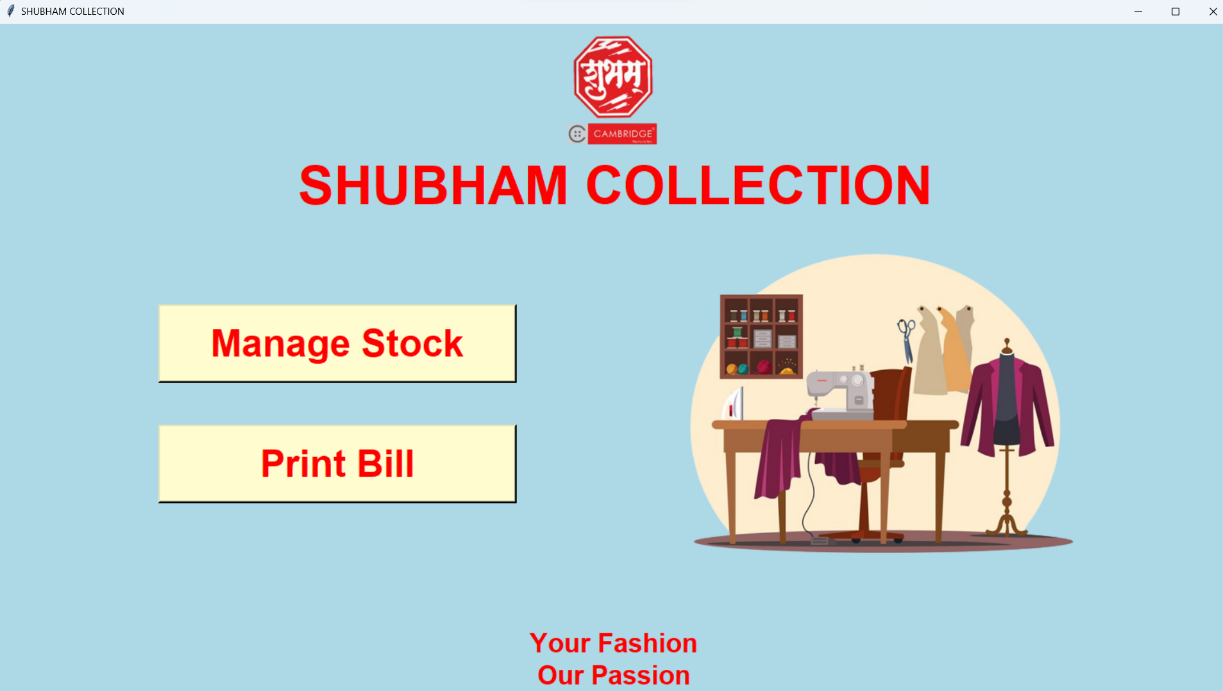 SHUBHAM COLLECTION
शुभम्
CAMBRIDGE
SHUBHAM COLLECTION
Manage Stock
Print Bill
Your Fashion
Our Passion